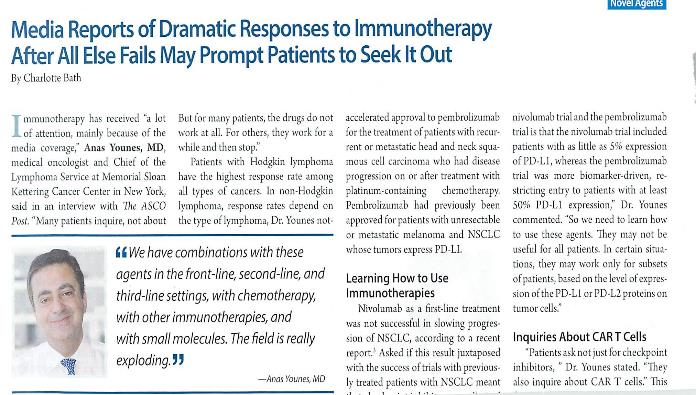 Novel Agents
Media Reports of Dramatic Responses to Immunotherapy
After All Else Fails May Prompt Patients to Seek It Out
By Charlotte Bath
Immunotherapy has received “a lot
of attention, mainly because of the
media coverage,” Anas Younes, MD,
medical oncologist and Chief of the
Lymphoma Service at Memorial Sloan
Kettering Cancer Center in New York,
said in an interview with The ASCO
Post. “Many patients inquire, not about
But for many patients, the drugs do not
work at all. For others, they work for a
while and then stop.”
Patients with Hodgkin lymphoma
have the highest response rate among
all types of cancers. In non-Hodgkin
lymphoma, response rates depend on
the type of lymphoma, Dr. Younes not-
“We have combinations with these
agents in the front-line, second-line, and
third-line settings, with chemotherapy,
with other immunotherapies, and
with small molecules. The field is really
exploding.”
—Anas Younes, MD
accelerated approval to pembrolizumab
for the treatment of patients with recur-
rent or metastatic head and neck squa-
mous cell carcinoma who had disease
progression on or after treatment with
platinum-containing chemotherapy.
Pembrolizumab had previously been
approved for patients with unresectable
or metastatic melanoma and NSCLC
whose tumors express PD-L1.
Learning How to Use
Immunotherapies
Nivolumab as a first-line treatment
was not successful in slowing progres-
sion of NSCLC, according to a recent
report.³ Asked if this result juxtaposed
with the success of trials with previous-
ly treated patients with NSCLC meant
nivolumab trial and the pembrolizumab
trial is that the nivolumab trial included
patients with as little as 5% expression
of PD-L1, whereas the pembrolizumab
trial was more biomarker-driven, re-
stricting entry to patients with at least
50% PD-L1 expression,” Dr. Younes
commented. “So we need to learn how
to use these agents. They may not be
useful for all patients. In certain situa-
tions, they may work only for subsets
of patients, based on the level of expres-
sion of the PD-L1 or PD-L2 proteins on
tumor cells.”
Inquiries About CAR T Cells
“Patients ask not just for checkpoint
inhibitors, ” Dr. Younes stated. “They
also inquire about CAR T cells.” This